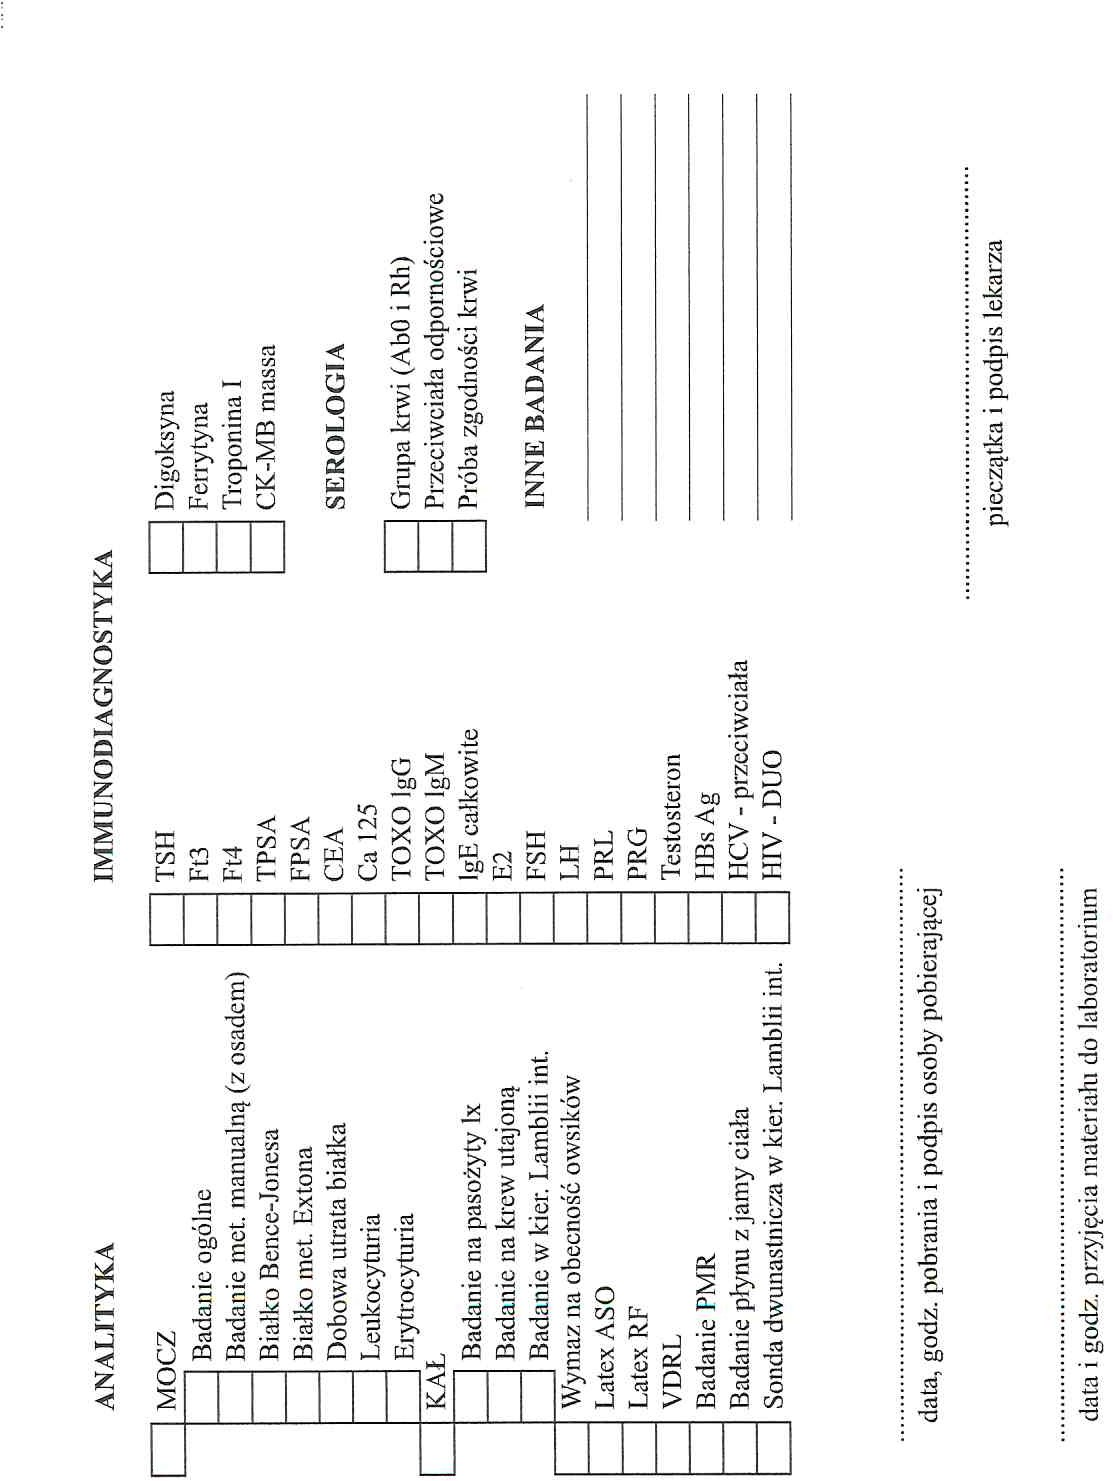 ANALITYKA
MOCZ
Badanie ogólne
Badanie met. manualną (z osadem)
Białko Bence-Jonesa
Białko met. Extona
Dobowa utrata białka
Leukocyturia
Erytrocyturia
KAŁ
Badanie na pasożyty lx
Badanie na krew utajoną
Badanie w kier. Lamblii int.
Wymaz na obecność owsików
Latex ASO
Latex RF
VDRL
Badanie PMR
Badanie płynu z jamy ciała
Sonda dwunastnicza w kier. Lamblii int.
IMMUNODIAGNOSTYKA
TSH
Ft3
Ft4
TPSA
FPSA
CEA
Ca 125
TOXO lgG
TOXO lgM
lgE całkowite
E2
FSH
LH
PRL
PRG
Testosteron
HBs Ag
HCV - przeciwciała
HIV - DUO
Digoksyna
Ferrytyna
Troponina I
CK-MB massa
SEROLOGIA
Grupa krwi (Ab0 i Rh)
Przeciwciała odpornościowe
Próba zgodności krwi
INNE BADANIA
data, godz. pobrania i podpis osoby pobierającej
pieczątka i podpis lekarza
data i godz. przyjęcia materiału do laboratorium